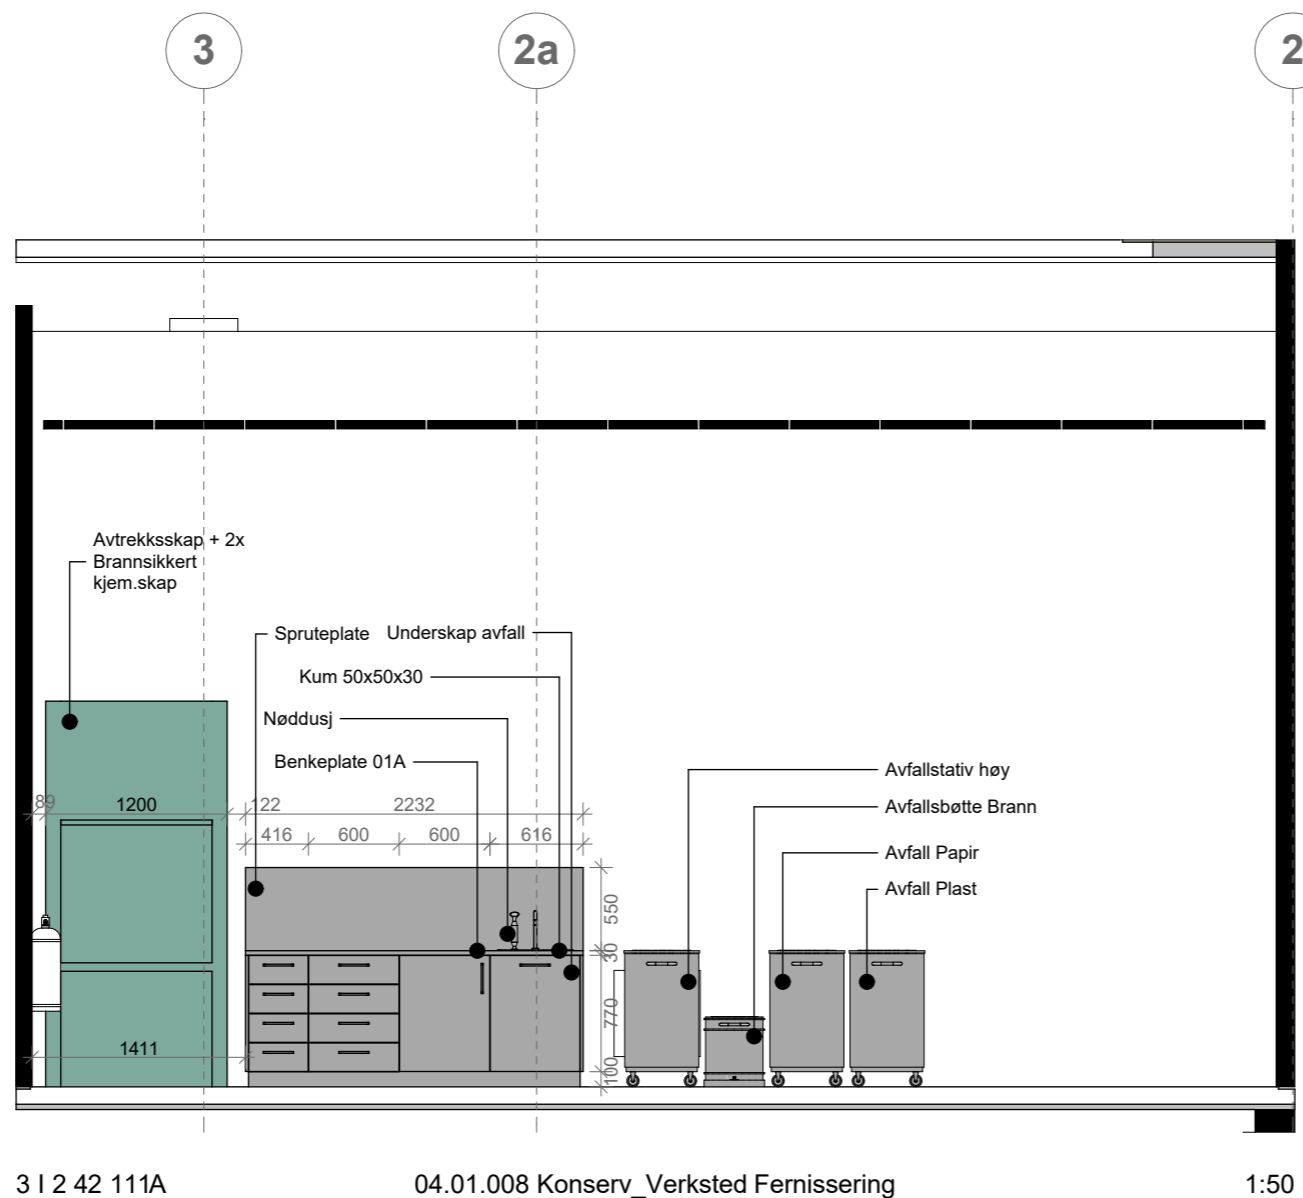 3
2a
2
Avtrekksskap + 2x
Brannsikkert
kjem.skap
Spruteplate
Underskap avfall
Kum 50x50x30
Nøddusj
Benkeplate 01A
Avfallstativ høy
Avfallsbøtte Brann
Avfall Papir
Avfall Plast
89
1200
122
2232
416
600
600
616
550
30
770
100
1411
3 I 2 42 111A
04.01.008 Konserv_Verksted Fernissering
1:50